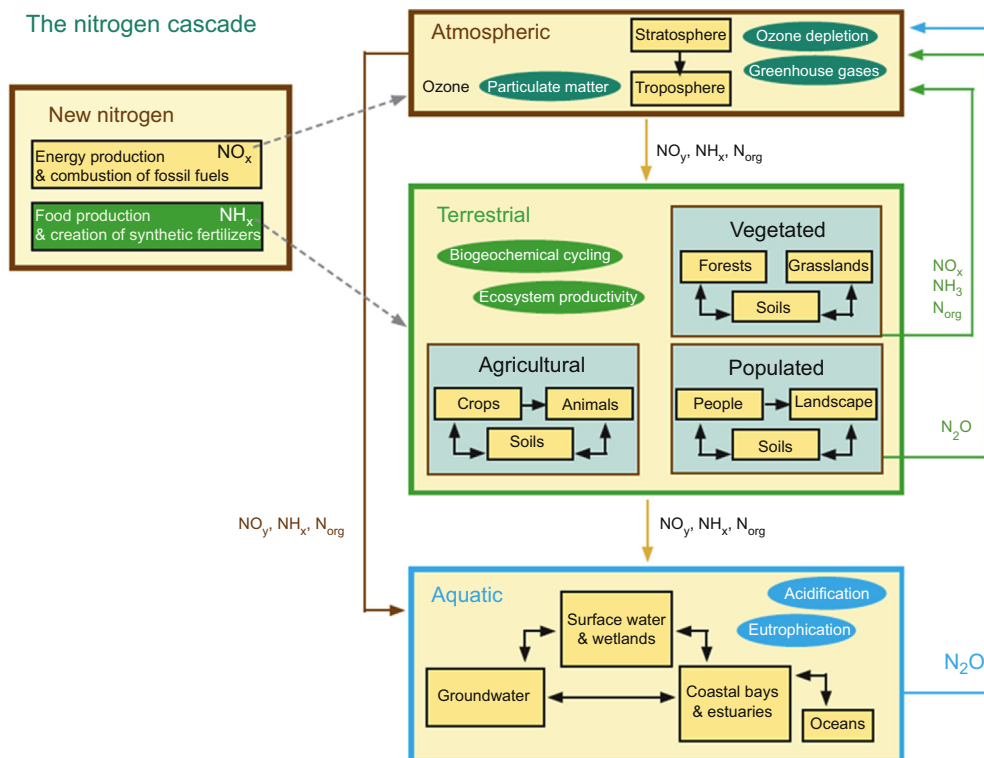 The nitrogen cascade
New nitrogen
Energy production
& combustion of fossil fuels
NOₓ
Food production
& creation of synthetic fertilizers
NHₓ
Atmospheric
Stratosphere
Ozone depletion
Greenhouse gases
Ozone
Particulate matter
Troposphere
NOᵧ, NHₓ, Nₒᵣg
Terrestrial
Biogeochemical cycling
Ecosystem productivity
Vegetated
Forests
Grasslands
Soils
Agricultural
Crops
Animals
Soils
Populated
People
Landscape
Soils
NOₓ
NH₃
Nₒᵣg
N₂O
NOᵧ, NHₓ, Nₒᵣg
NOᵧ, NHₓ, Nₒᵣg
Aquatic
Acidification
Eutrophication
Surface water
& wetlands
Groundwater
Coastal bays
& estuaries
Oceans
N₂O